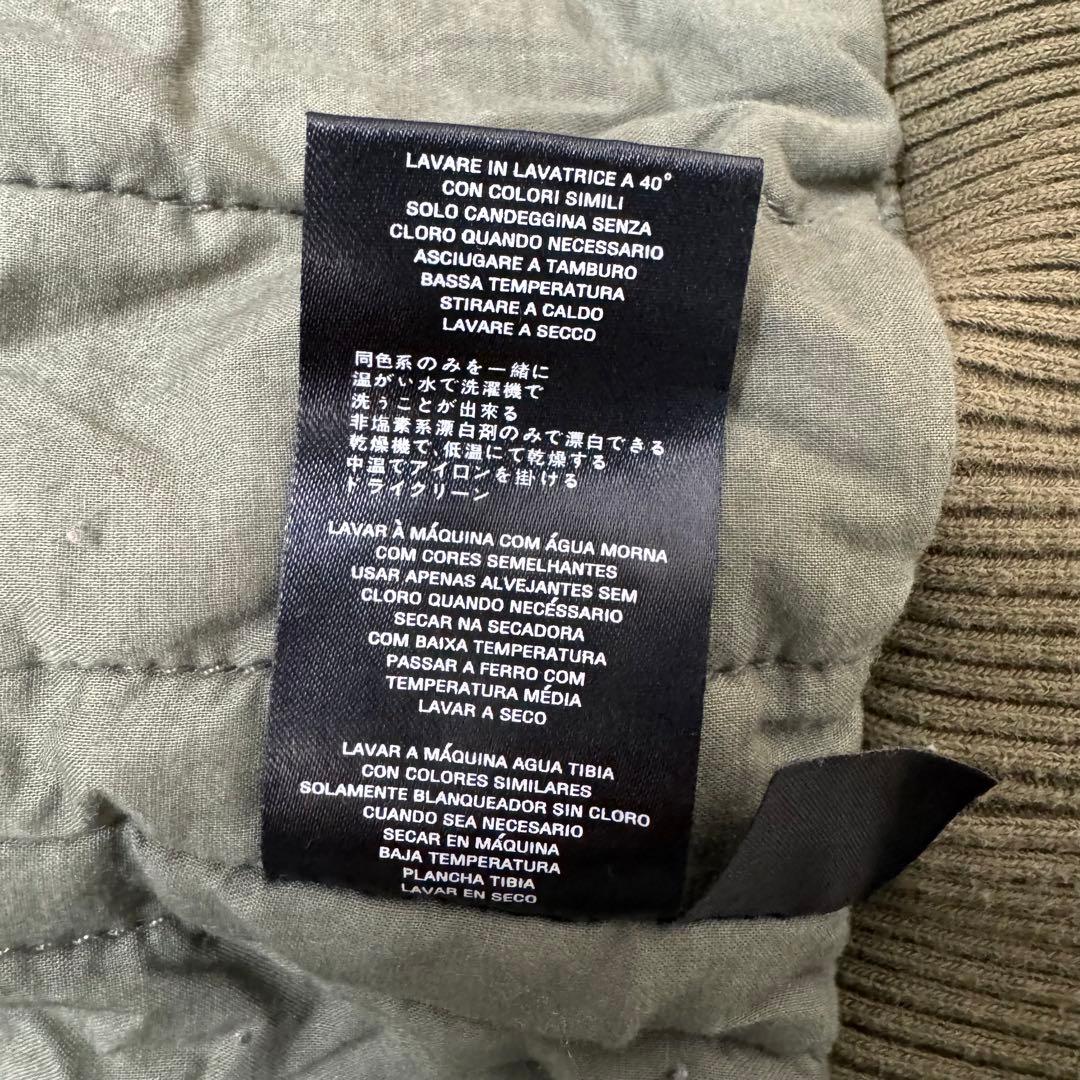 LAVARE IN LAVATRICE A 40°
CON COLORI SIMILI
SOLO CANDEGGINA SENZA
CLORO QUANDO NECESSARIO
ASCIUGARE A TAMBURO
BASSA TEMPERATURA
STIRARE A CALDO
LAVARE A SECCO
同色系のみを一緒に
温がい水で洗濯機で
洗ぅことが出來る
非塩素系漂白剤のみで漂白できる
乾燥機で、低温にて乾燥する
中温でアイロンを掛ける
ドライクリーン
LAVAR À MÁQUINA COM ÁGUA MORNA
COM CORES SEMELHANTES
USAR APENAS ALVEJANTES SEM
CLORO QUANDO NECÉSSARIO
SECAR NA SECADORA
COM BAIXA TEMPERATURA
PASSAR A FERRO COM
TEMPERATURA MÉDIA
LAVAR A SECO
LAVAR A MÁQUINA AGUA TIBIA
CON COLORES SIMILARES
SOLAMENTE BLANQUEADOR SIN CLORO
CUANDO SEA NECESARIO
SECAR EN MÁQUINA
BAJA TEMPERATURA
PLANCHA TIBIA
LAVAR EN SECO